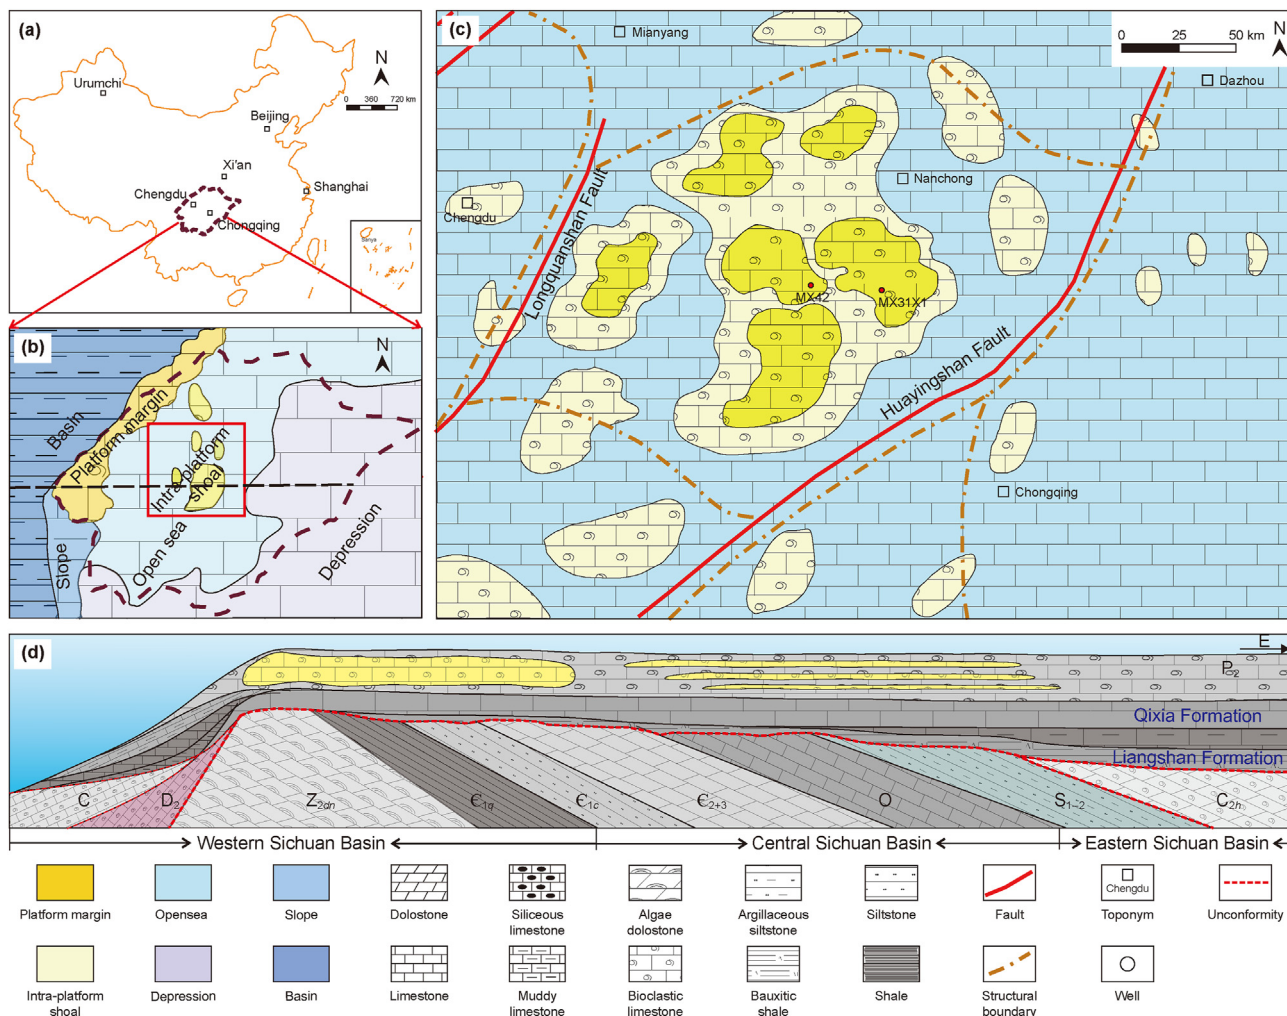 (a)
N
Urumchi
0 360 720 km
Beijing
Xi'an
Shanghai
Chengdu
Chongqing
(b)
N
Basin
Platform margin
Intra-platform
shoal
Open sea
Slope
Depression
(c)
Mianyang
0 25 50 km
N
Dazhou
Nanchong
Chengdu
Longquanshan Fault
MX42
MX31X1
Huayingshan Fault
Chongqing
(d)
E
P2
Qixia Formation
Liangshan Formation
C
D2
Z2dn
Є1q
Є1c
Є2+3
O
S1-2
C2h
Western Sichuan Basin
Central Sichuan Basin
Eastern Sichuan Basin
Chengdu
Platform margin
Opensea
Slope
Dolostone
Siliceous
limestone
Algae
dolostone
Argillaceous
siltstone
Siltstone
Fault
Toponym
Unconformity
Intra-platform
shoal
Depression
Basin
Limestone
Muddy
limestone
Bioclastic
limestone
Bauxitic
shale
Shale
Structural
boundary
Well